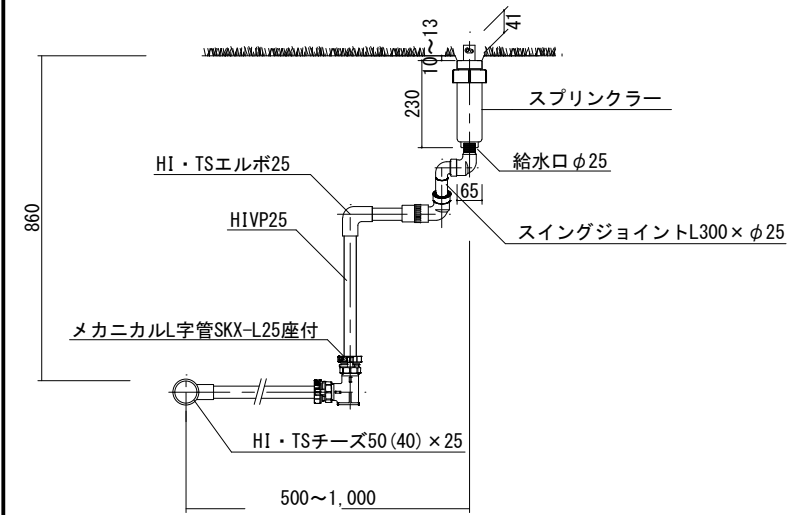 41
10～13
230
スプリンクラー
HI・TSエルボ25
給水口φ25
65
860
HIVP25
スイングジョイントL300×φ25
メカニカルL字管SKX-L25座付
HI・TSチーズ50(40)×25
500～1,000